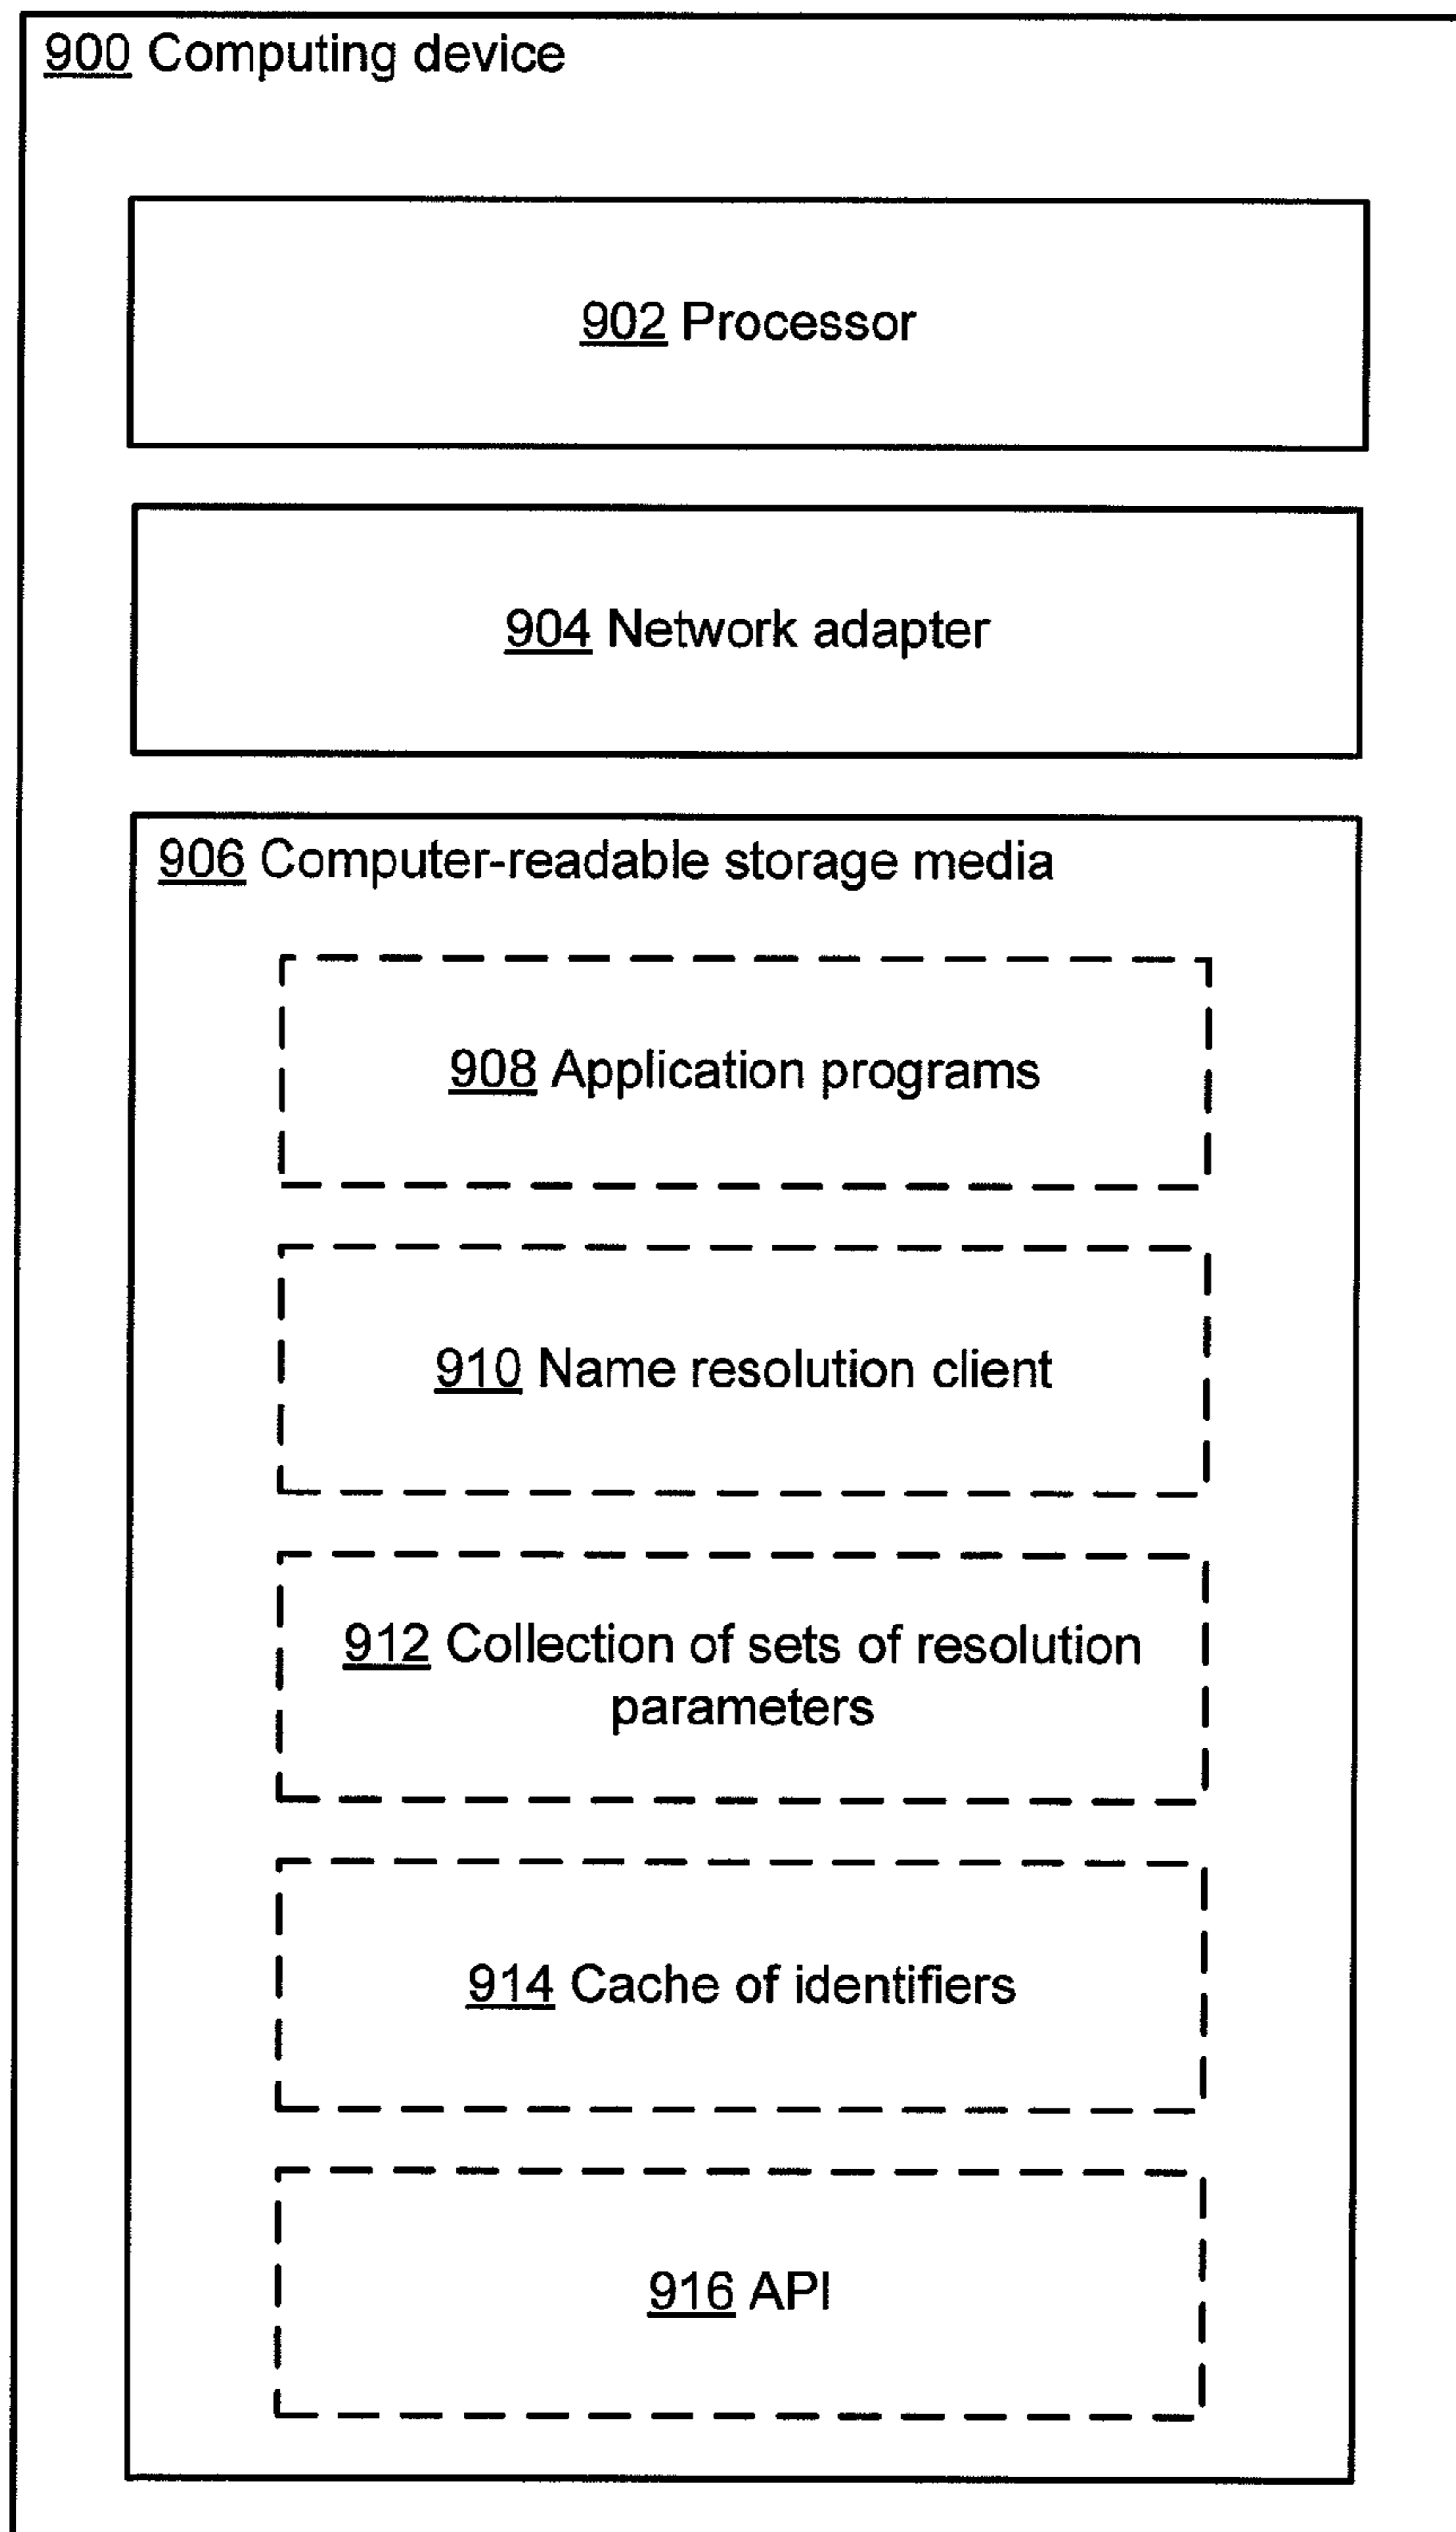 900 Computing device
902 Processor
904 Network adapter
906 Computer-readable storage media
908 Application programs
910 Name resolution client
912 Collection of sets of resolution
parameters
914 Cache of identifiers
916 API